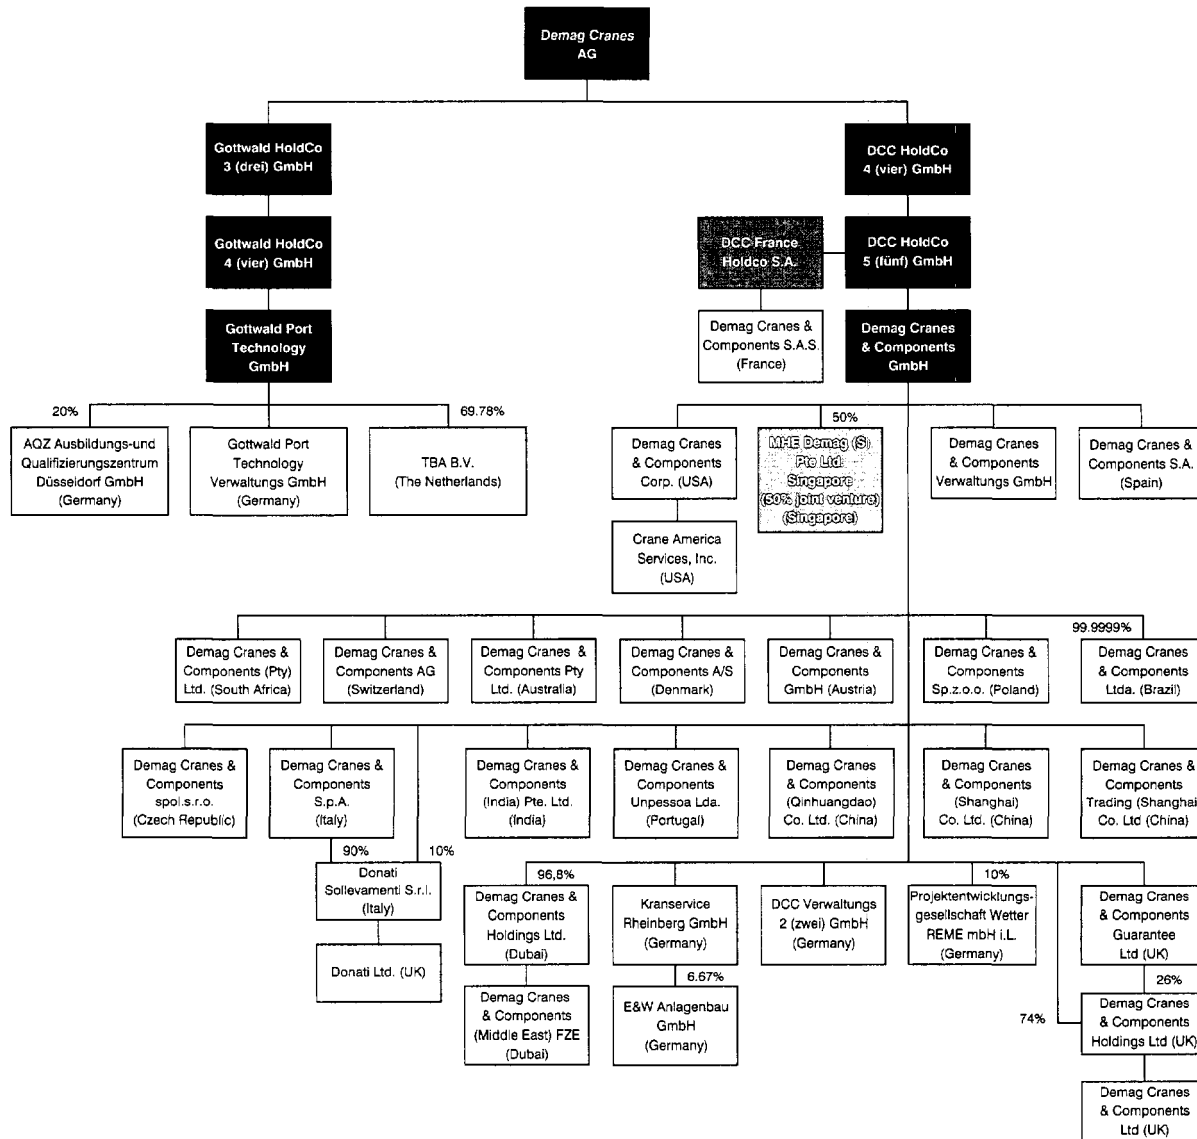 Demag Cranes
AG
Gottwald HoldCo
3 (drei) GmbH
DCC HoldCo
4 (vier) GmbH
Gottwald HoldCo
4 (vier) GmbH
DCC France
Holdco S.A.
DCC HoldCo
5 (fünf) GmbH
Gottwald Port
Technology
GmbH
Demag Cranes &
Components S.A.S.
(France)
Demag Cranes
& Components
GmbH
20%
69.78%
50%
AQZ Ausbildungs-und
Qualifizierungszentrum
Düsseldorf GmbH
(Germany)
Gottwald Port
Technology
Verwaltungs GmbH
(Germany)
TBA B.V.
(The Netherlands)
Demag Cranes
& Components
Corp. (USA)
MHE Demag (S)
Pte Ltd.
Singapore
(50% joint venture)
(Singapore)
Demag Cranes
& Components
Verwaltungs GmbH
Demag Cranes &
Components S.A.
(Spain)
Crane America
Services, Inc.
(USA)
99.9999%
Demag Cranes &
Components (Pty)
Ltd. (South Africa)
Demag Cranes &
Components AG
(Switzerland)
Demag Cranes &
Components Pty
Ltd. (Australia)
Demag Cranes &
Components A/S
(Denmark)
Demag Cranes &
Components
GmbH (Austria)
Demag Cranes &
Components
Sp.z.o.o. (Poland)
Demag Cranes
& Components
Ltda. (Brazil)
Demag Cranes &
Components
spol.s.r.o.
(Czech Republic)
Demag Cranes &
Components
S.p.A.
(Italy)
Demag Cranes &
Components
(India) Pte. Ltd.
(India)
Demag Cranes &
Components
Unpessoa Lda.
(Portugal)
Demag Cranes
& Components
(Qinhuangdao)
Co. Ltd. (China)
Demag Cranes
& Components
(Shanghai)
Co. Ltd. (China)
Demag Cranes &
Components
Trading (Shanghai
Co. Ltd (China)
90%
10%
96,8%
10%
Donati
Sollevamenti S.r.l.
(Italy)
Demag Cranes &
Components
Holdings Ltd.
(Dubai)
Kranservice
Rheinberg GmbH
(Germany)
DCC Verwaltungs
2 (zwei) GmbH
(Germany)
Projektentwicklungs-
gesellschaft Wetter
REME mbH i.L.
(Germany)
Demag Cranes
& Components
Guarantee
Ltd (UK)
Donati Ltd. (UK)
6.67%
26%
Demag Cranes
& Components
(Middle East) FZE
(Dubai)
E&W Anlagenbau
GmbH
(Germany)
74%
Demag Cranes
& Components
Holdings Ltd (UK)
Demag Cranes
& Components
Ltd (UK)